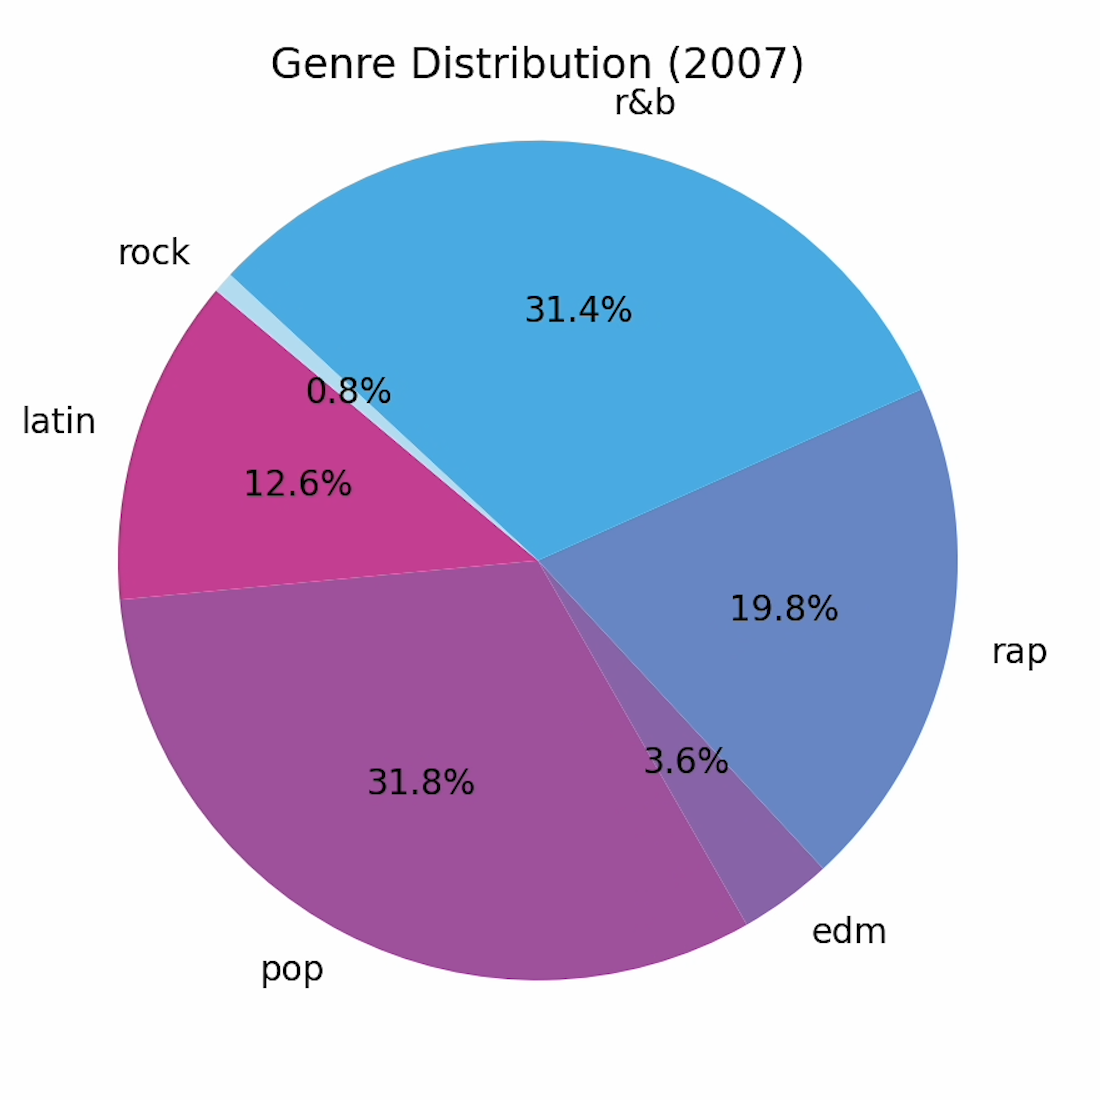 Genre Distribution (2007)
r&b
rock
31.4%
0.8%
latin
12.6%
19.8%
rap
3.6%
31.8%
edm
pop